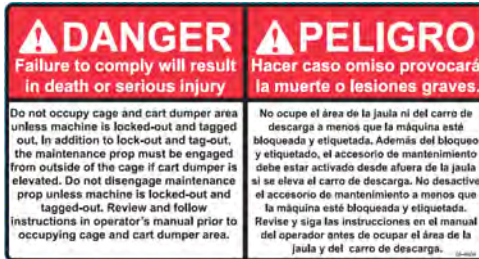 DANGER
Failure to comply will result
in death or serious injury
Do not occupy cage and cart dumper area
unless machine is locked-out and tagged
out. In addition to lock-out and tag-out,
the maintenance prop must be engaged
from outside of the cage if cart dumper is
elevated. Do not disengage maintenance
prop unless machine is locked-out and
tagged-out. Review and follow
instructions in operator's manual prior to
occupying cage and cart dumper area.
PELIGRO
Hacer caso omiso provocará
la muerte o lesiones graves.
No ocupe el área de la jaula ni del carro de
descarga a menos que la máquina esté
bloqueada y etiquetada. Además del bloqueo
y etiquetado, el accesorio de mantenimiento
debe estar activado desde afuera de la jaula
si se eleva el carro de descarga. No desactive
el accesorio de mantenimiento a menos que
la máquina esté bloqueada y etiquetada.
Revise y siga las instrucciones en el manual
del operador antes de ocupar el área de la
jaula y del carro de descarga.